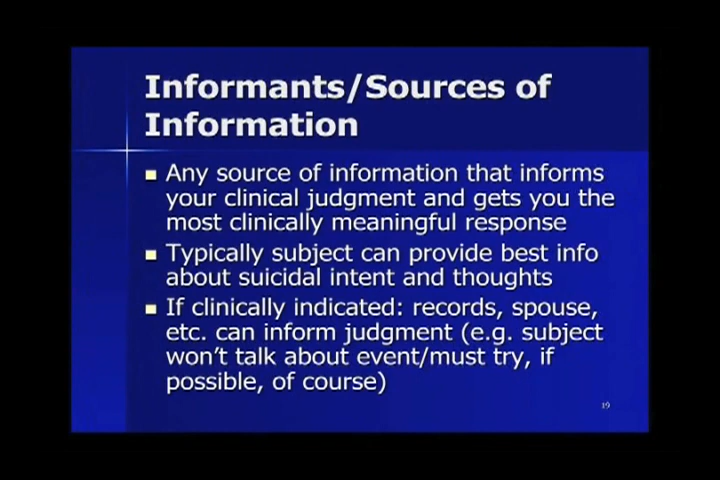 Informants/Sources of
Information
Any source of information that informs
your clinical judgment and gets you the
most clinically meaningful response
Typically subject can provide best info
about suicidal intent and thoughts
If clinically indicated: records, spouse,
etc. can inform judgment (e.g. subject
won't talk about event/must try, if
possible, of course)
19